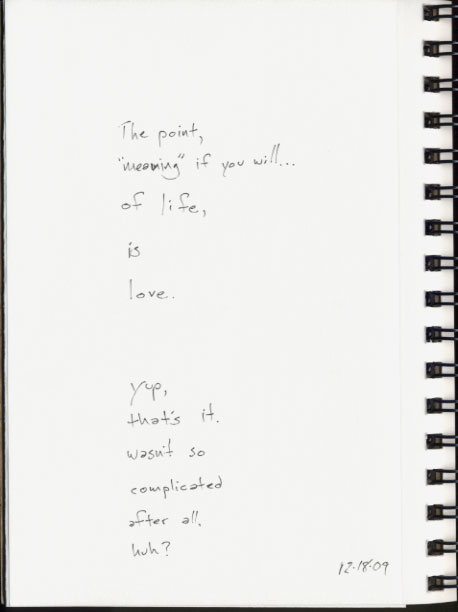 The point,
"meaning" if you will...
of life,
is
love..
yup,
that's it.
wasn't so
complicated
after all.
huh?
12-18-09